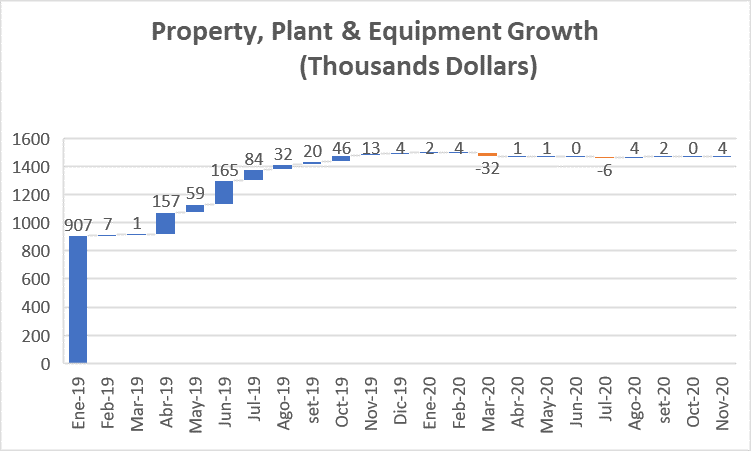 Property, Plant & Equipment Growth
(Thousands Dollars)
1600
1400
1200
1000
800
600
400
200
0
907 7 1 157 59 165 84 32 20 46 13 4 2 4 -32 1 1 0 -6 4 2 0 4
Ene-19 Feb-19 Mar-19 Abr-19 May-19 Jun-19 Jul-19 Ago-19 set-19 Oct-19 Nov-19 Dic-19 Ene-20 Feb-20 Mar-20 Abr-20 May-20 Jun-20 Jul-20 Ago-20 set-20 Oct-20 Nov-20